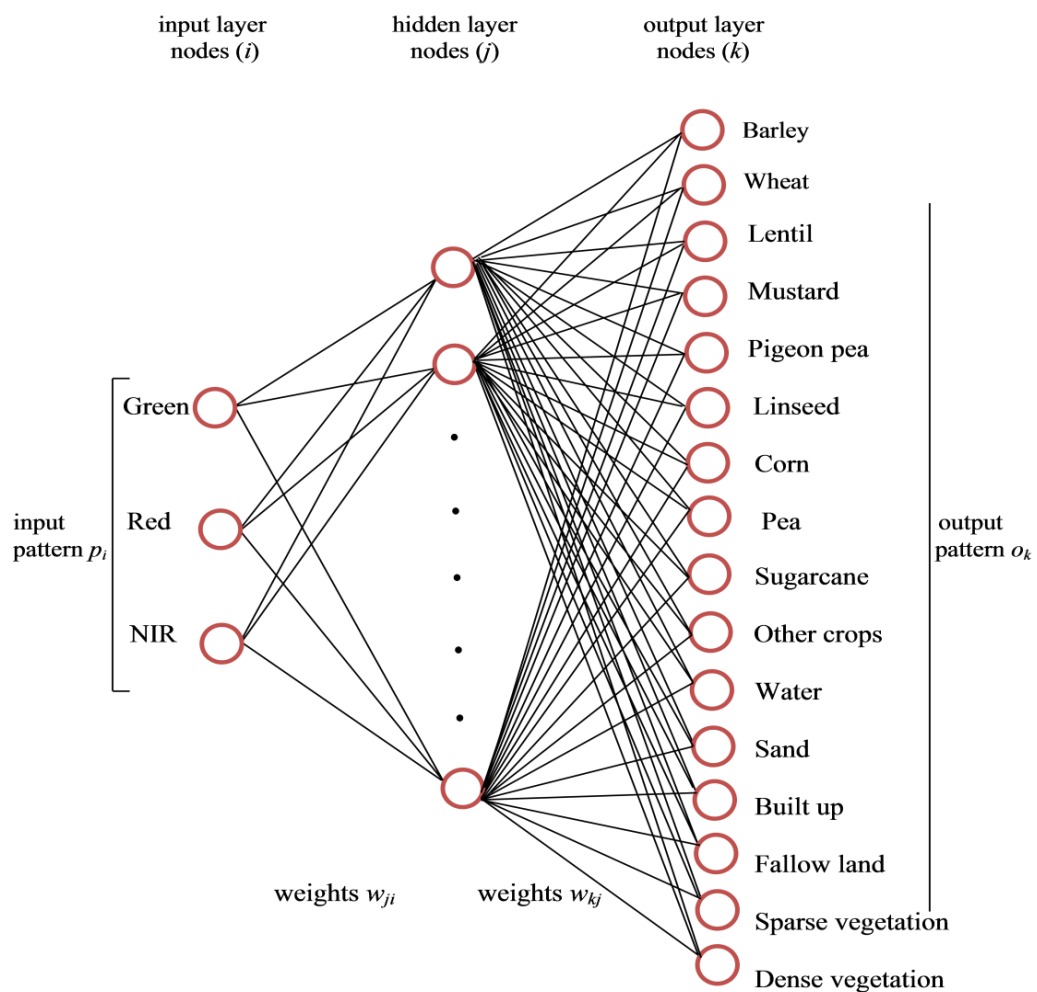 input layer
nodes (i)
hidden layer
nodes (j)
output layer
nodes (k)
Barley
Wheat
Lentil
Mustard
Pigeon pea
Linseed
Corn
Pea
Sugarcane
Other crops
Water
Sand
Built up
Fallow land
Sparse vegetation
Dense vegetation
Green
Red
NIR
input
pattern pi
output
pattern ok
weights wji
weights wkj